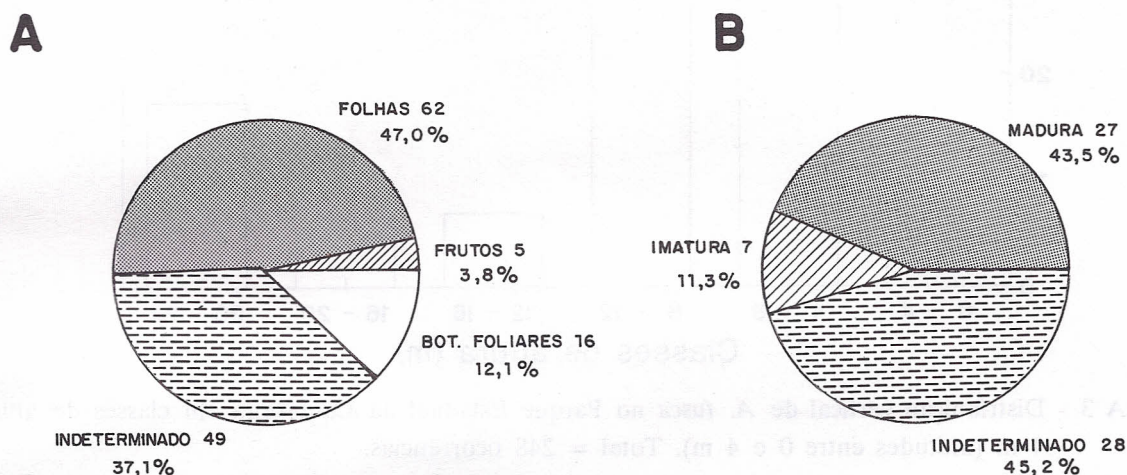 A
B
FOLHAS 62
47,0%
FRUTOS 5
3,8%
BOT. FOLIARES 16
12,1%
INDETERMINADO 49
37,1%
MADURA 27
43,5%
IMATURA 7
11,3%
INDETERMINADO 28
45,2%